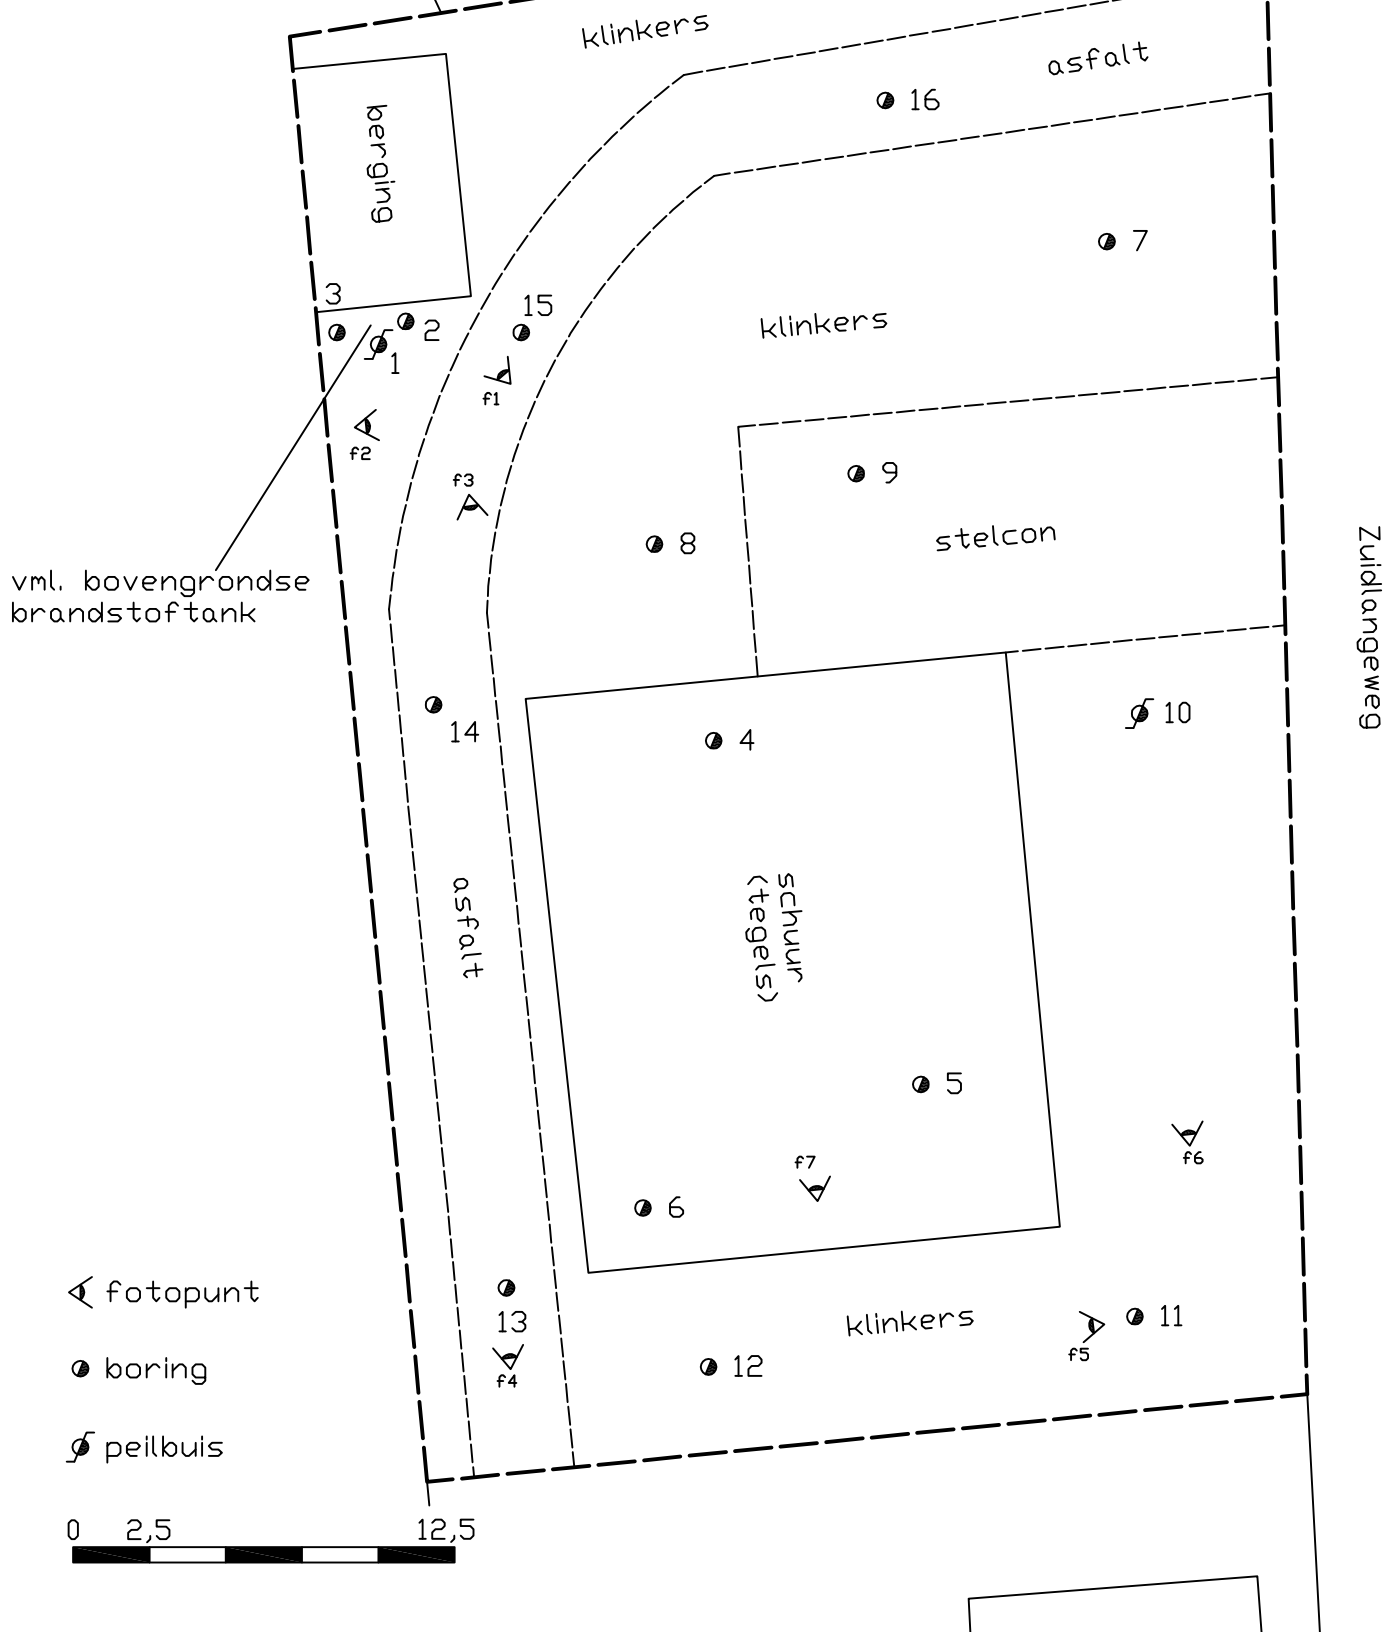 klinkers
asfalt
16
berging
7
3
15
2
1
klinkers
f1
f2
f3
9
8
stelcon
vml. bovengrondse
brandstoftank
Zuidlangeweg
14
4
10
asfalt
schuur
(tegels)
5
f7
f6
6
fotopunt
13
klinkers
11
f5
12
f4
boring
peilbuis
0 2,5 12,5